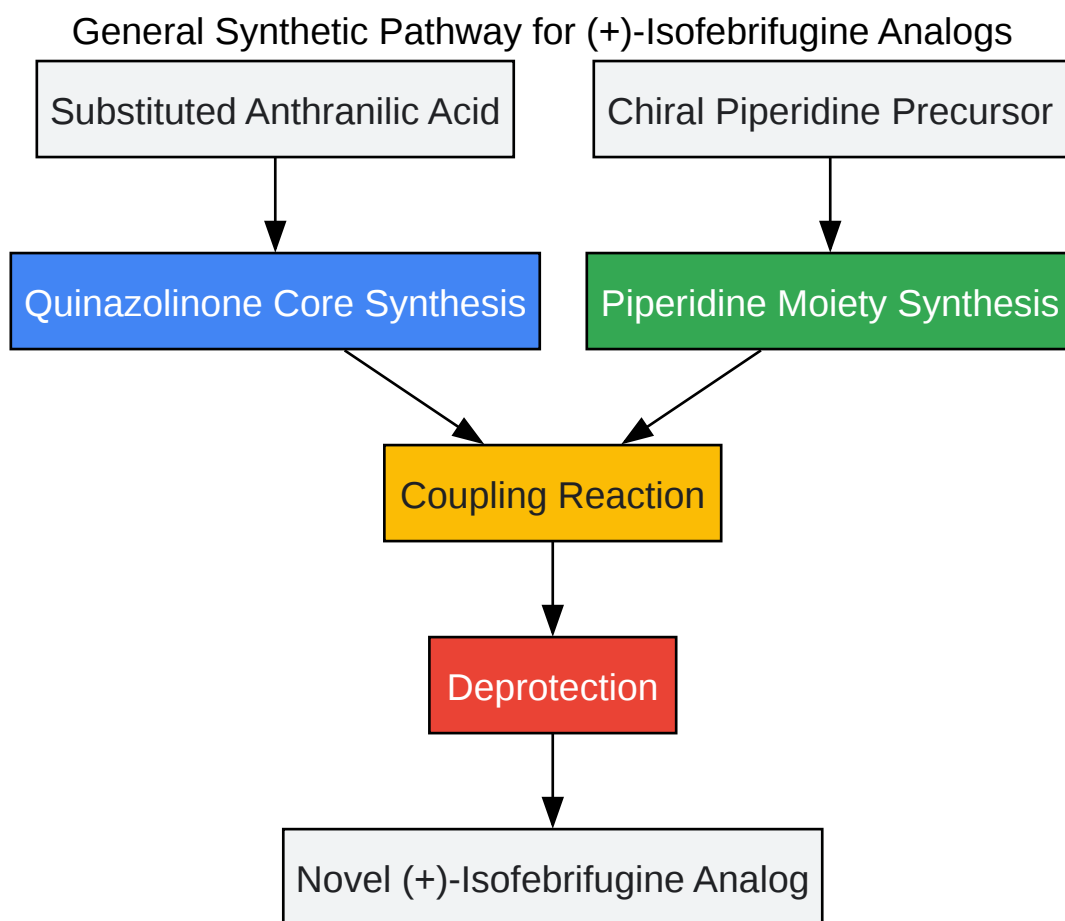 General Synthetic Pathway for (+)-Isofebrifugine Analogs
Substituted Anthranilic Acid
Chiral Piperidine Precursor
Quinazolinone Core Synthesis
Piperidine Moiety Synthesis
Coupling Reaction
Deprotection
Novel (+)-Isofebrifugine Analog